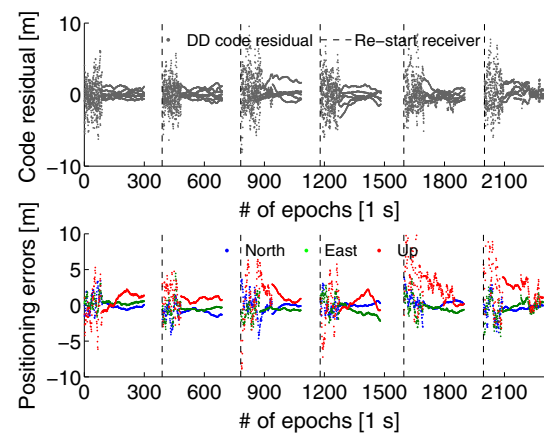 Code residual [m]
10
0
-10
DD code residual
Re-start receiver
0 300 600 900 1200 1500 1800 2100
# of epochs [1 s]
Positioning errors [m]
10
5
0
-5
-10
North East Up
0 300 600 900 1200 1500 1800 2100
# of epochs [1 s]